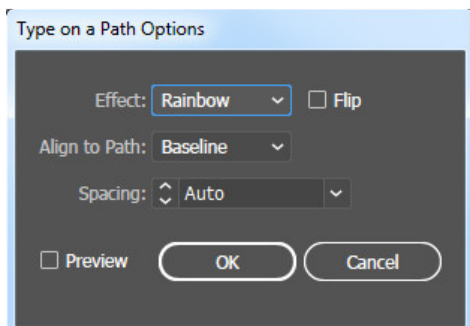 Type on a Path Options
Effect: Rainbow Flip
Align to Path: Baseline
Spacing: Auto
Preview OK Cancel